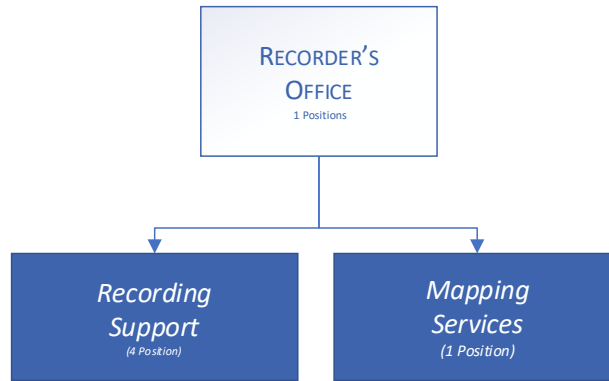 RECORDER'S
OFFICE
1 Positions
Recording
Support
(4 Position)
Mapping
Services
(1 Position)